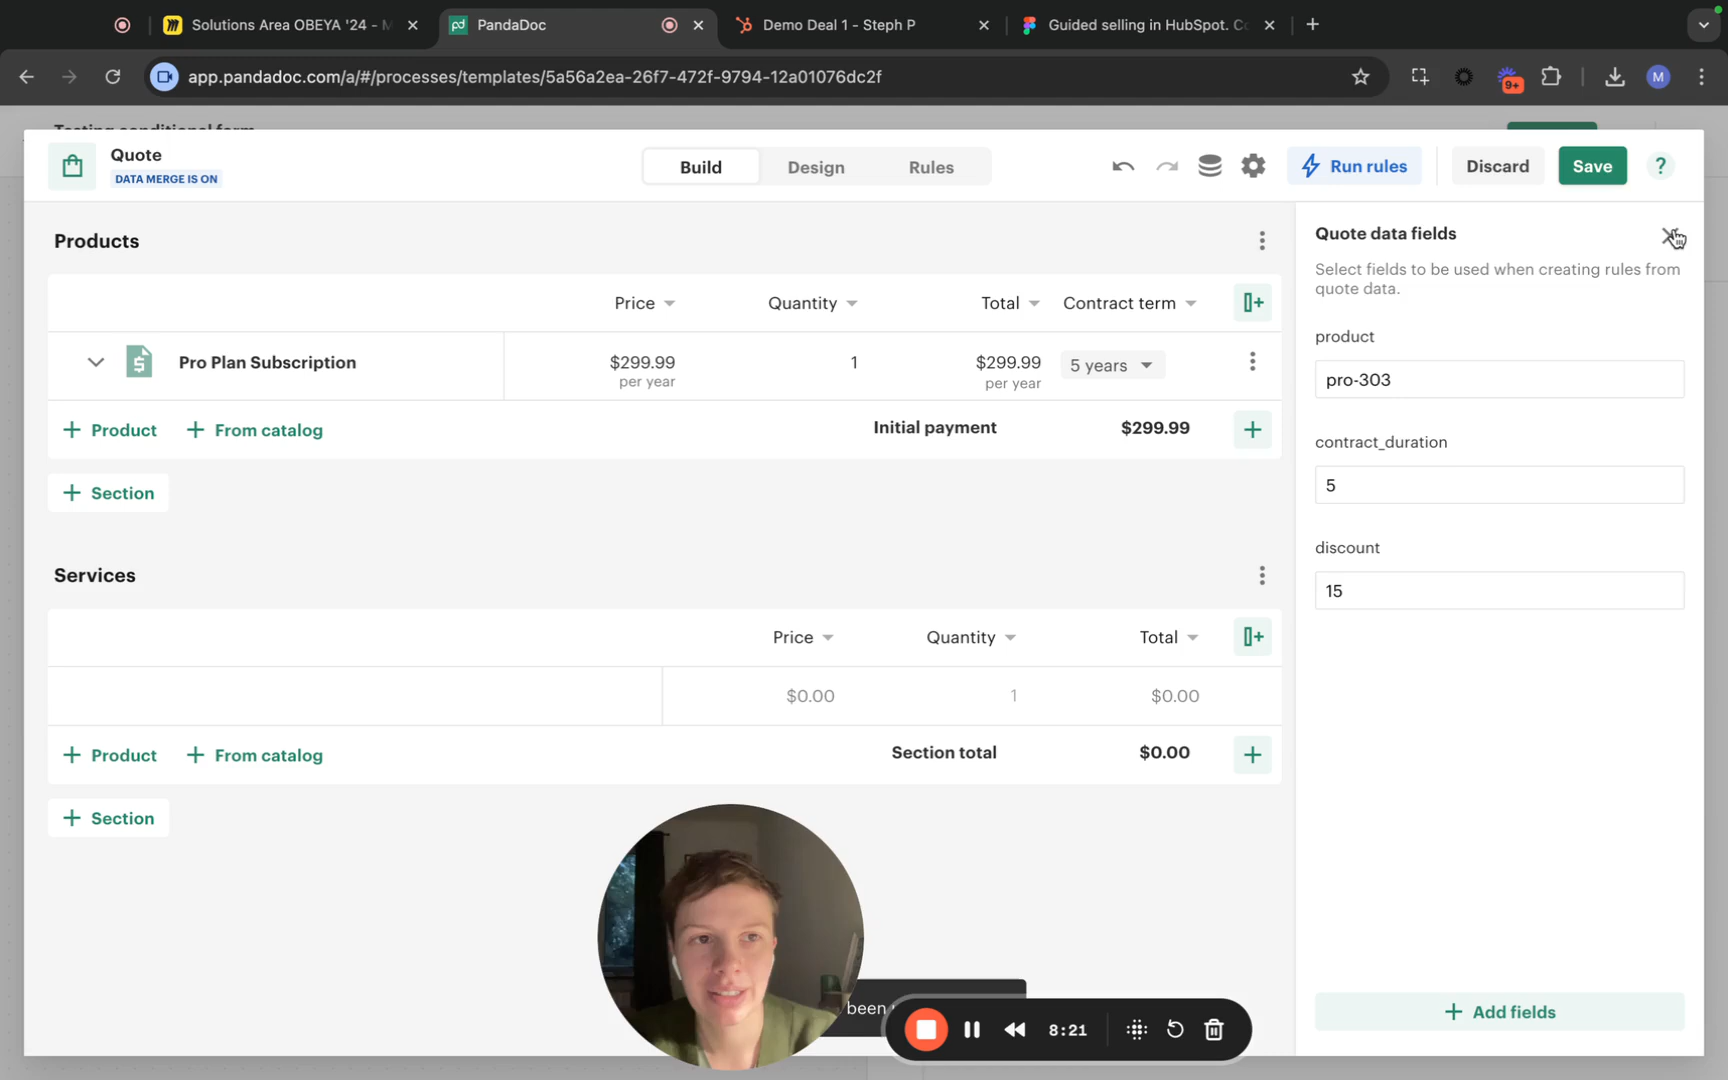 Solutions Area OBEYA '24 - M
PandaDoc
Demo Deal 1 - Steph P
Guided selling in HubSpot. Co
app.pandadoc.com/a/#/processes/templates/5a56a2ea-26f7-472f-9794-12a01076dc2f
9+
M
Testing conditional form
Quote
DATA MERGE IS ON
Build
Design
Rules
Run rules
Discard
Save
?
Products
Price
Quantity
Total
Contract term
Pro Plan Subscription
$299.99
per year
1
$299.99
per year
5 years
Product
From catalog
Initial payment
$299.99
Section
Services
Price
Quantity
Total
$0.00
1
$0.00
Product
From catalog
Section total
$0.00
Section
Quote data fields
Select fields to be used when creating rules from
quote data.
product
pro-303
contract_duration
5
discount
15
Add fields
been
8:21